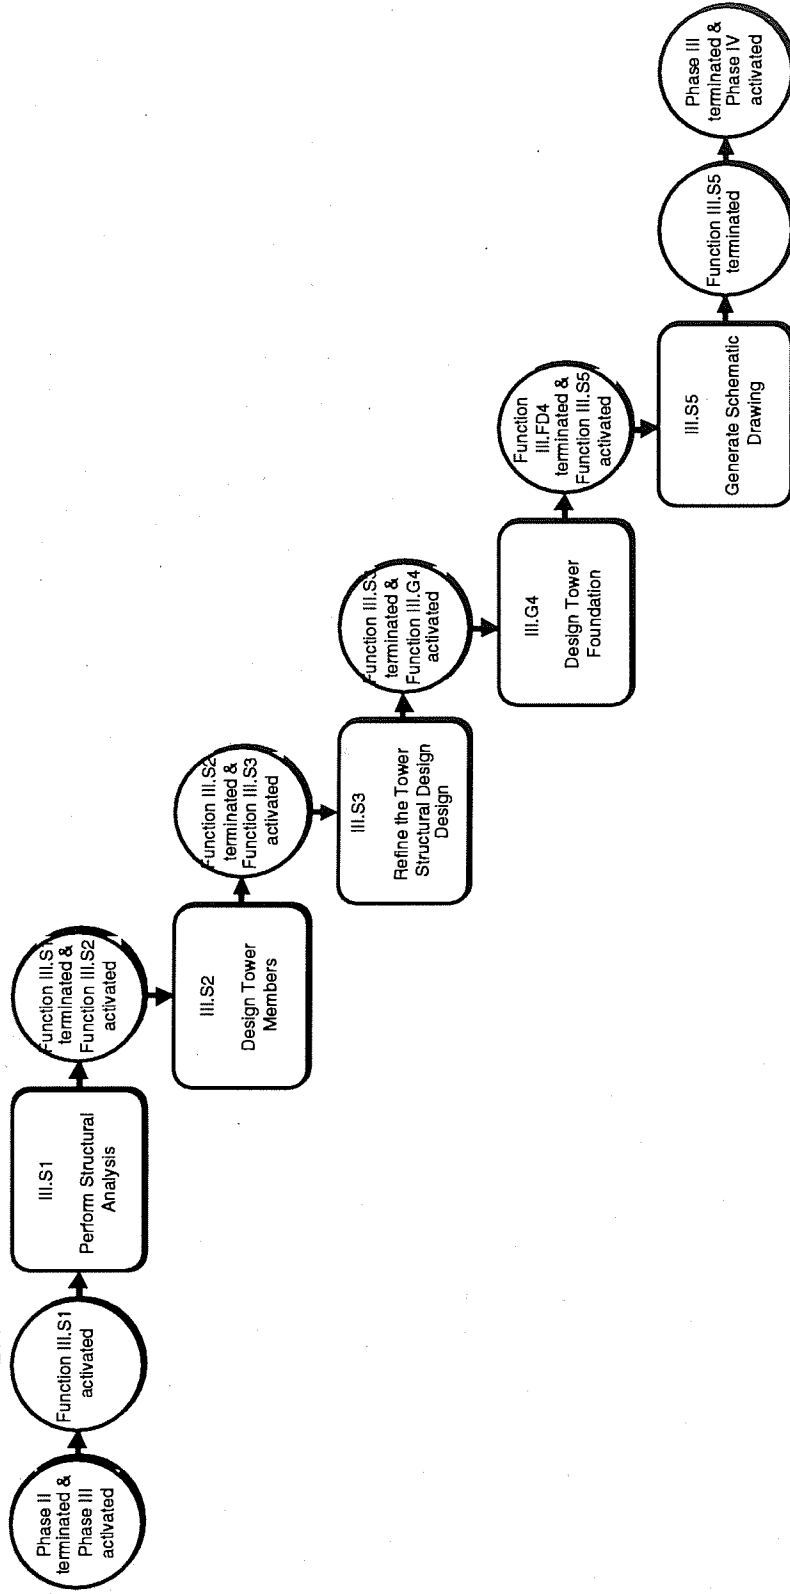 Phase II
terminated &
Phase III
activated
Function III.S1
activated
III.S1
Perform Structural
Analysis
Function III.S1
terminated &
Function III.S2
activated
III.S2
Design Tower
Members
Function III.S2
terminated &
Function III.S3
activated
III.S3
Refine the Tower
Structural Design
Design
Function III.S3
terminated &
Function III.G4
activated
III.G4
Design Tower
Foundation
Function
III.FD4
terminated &
Function III.S5
activated
III.S5
Generate Schematic
Drawing
Function III.S5
terminated
Phase III
terminated &
Phase IV
activated